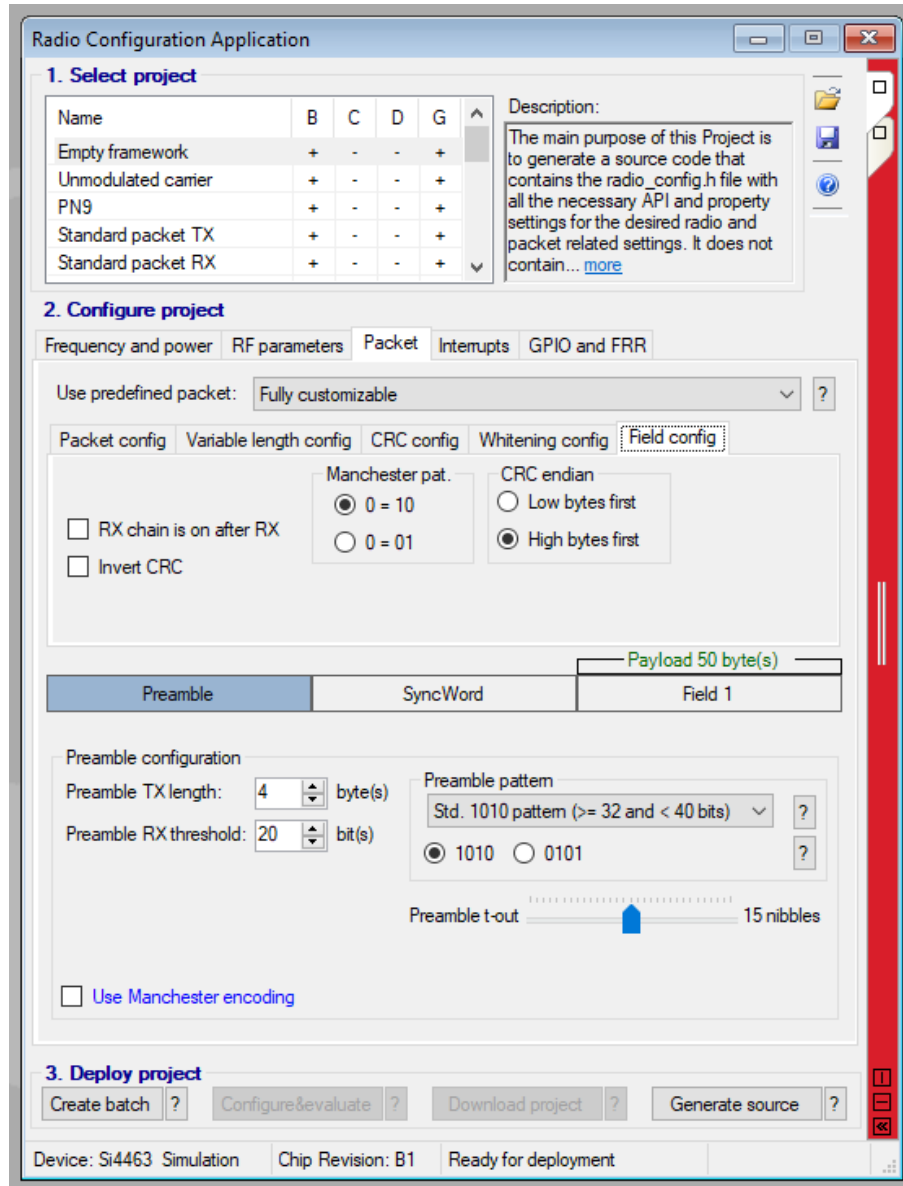 Radio Configuration Application
1. Select project
Name B C D G
Empty framework + - - +
Unmodulated carrier + - - +
PN9 + - - +
Standard packet TX + - - +
Standard packet RX + - - +
Description:
The main purpose of this Project is
to generate a source code that
contains the radio_config.h file with
all the necessary API and property
settings for the desired radio and
packet related settings. It does not
contain... more
2. Configure project
Frequency and power RF parameters Packet Interrupts GPIO and FRR
Use predefined packet: Fully customizable ?
Packet config Variable length config CRC config Whitening config Field config
Manchester pat. CRC endian
0 = 10 Low bytes first
RX chain is on after RX
0 = 01 High bytes first
Invert CRC
Payload 50 byte(s)
Preamble SyncWord Field 1
Preamble configuration
Preamble TX length: 4 byte(s)
Preamble RX threshold: 20 bit(s)
Preamble pattern
Std. 1010 pattern (>= 32 and < 40 bits) ?
1010 0101 ?
Preamble t-out 15 nibbles
Use Manchester encoding
3. Deploy project
Create batch ? Configure&evaluate ? Download project ? Generate source ?
Device: Si4463 Simulation Chip Revision: B1 Ready for deployment